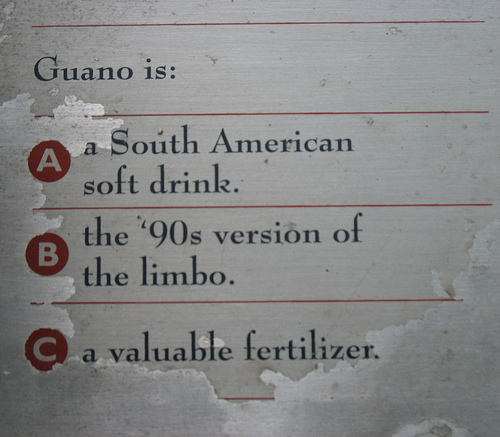 Guano is:
A a South American
soft drink.
B the ‘90s version of
the limbo.
C a valuable fertilizer.